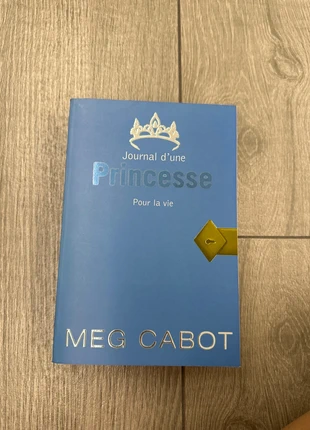 Journal d'une
Princesse
Pour la vie
MEG CABOT